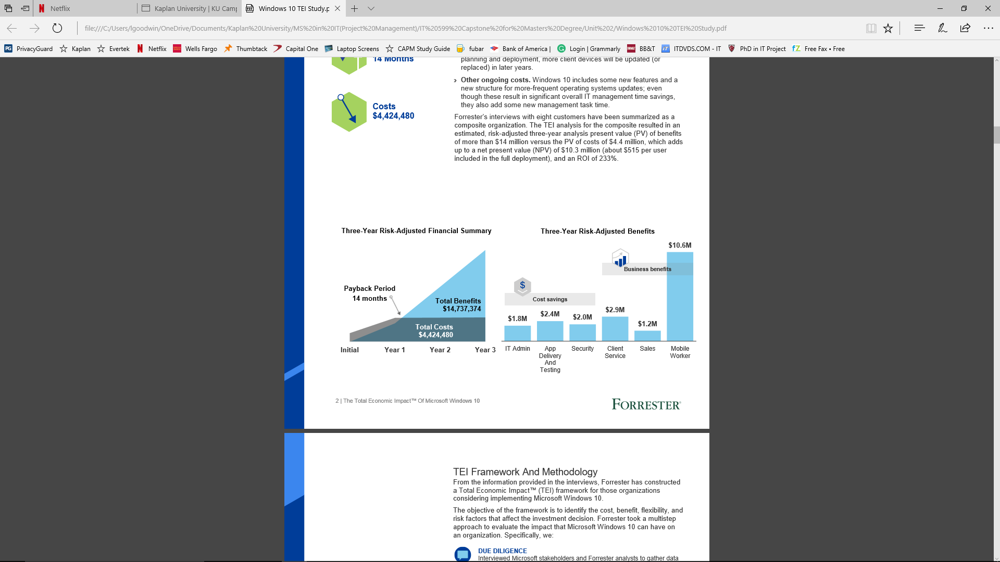 Netflix
Kaplan University | KU Camp
Windows 10 TEI Study.p
file:///C:/Users/lgoodwin/OneDrive/Documents/Kaplan%20University/MS%20in%20IT(Project%20Management)/IT%20599%20Capstone%20for%20Masters%20Degree/Unit%202/Windows%2010%20TEI%20Study.pdf
PrivacyGuard
Kaplan
Evertek
Netflix
Wells Fargo
Thumbtack
Capital One
Laptop Screens
CAPM Study Guide
fubar
Bank of America |
Login | Grammarly
BB&T
ITDVDS.COM - IT
PhD in IT Project
Free Fax • Free
14 Months
Costs
$4,424,480
planning and deployment, more client devices will be updated (or
replaced) in later years.
› Other ongoing costs. Windows 10 includes some new features and a
new structure for more-frequent operating systems updates; even
though these result in significant overall IT management time savings,
they also add some new management task time.
Forrester's interviews with eight customers have been summarized as a
composite organization. The TEI analysis for the composite resulted in an
estimated, risk-adjusted three-year analysis present value (PV) of benefits
of more than $14 million versus the PV of costs of $4.4 million, which adds
up to a net present value (NPV) of $10.3 million (about $515 per user
included in the full deployment), and an ROI of 233%.
Three-Year Risk-Adjusted Financial Summary
Payback Period
14 months
Total Benefits
$14,737,374
Total Costs
$4,424,480
Initial
Year 1
Year 2
Year 3
Three-Year Risk-Adjusted Benefits
$10.6M
Business benefits
$
Cost savings
$1.8M
$2.4M
$2.0M
$2.9M
$1.2M
IT Admin
App
Delivery
And
Testing
Security
Client
Service
Sales
Mobile
Worker
2 | The Total Economic Impact™ Of Microsoft Windows 10
FORRESTER®
TEI Framework And Methodology
From the information provided in the interviews, Forrester has constructed
a Total Economic Impact™ (TEI) framework for those organizations
considering implementing Microsoft Windows 10.
The objective of the framework is to identify the cost, benefit, flexibility, and
risk factors that affect the investment decision. Forrester took a multistep
approach to evaluate the impact that Microsoft Windows 10 can have on
an organization. Specifically, we:
DUE DILIGENCE
Interviewed Microsoft stakeholders and Forrester analysts to gather data